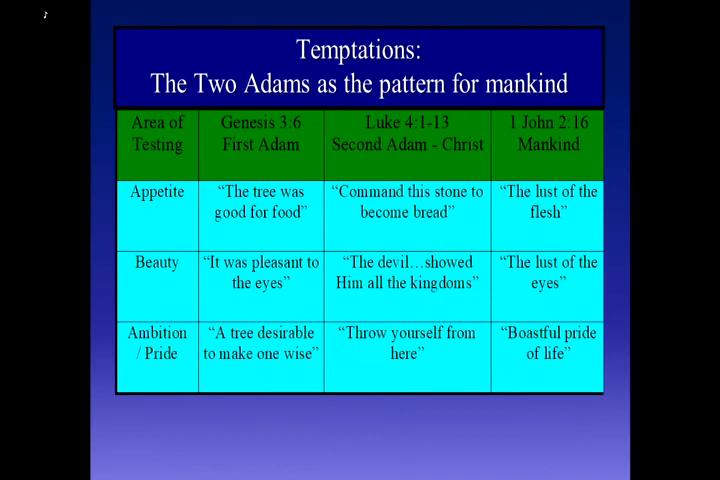 ♪
Temptations:
The Two Adams as the pattern for mankind
Area of
Testing
Genesis 3:6
First Adam
Luke 4:1-13
Second Adam - Christ
1 John 2:16
Mankind
Appetite
“The tree was
good for food”
“Command this stone to
become bread”
“The lust of the
flesh”
Beauty
“It was pleasant to
the eyes”
“The devil…showed
Him all the kingdoms”
“The lust of the
eyes”
Ambition
/ Pride
“A tree desirable
to make one wise”
“Throw yourself from
here”
“Boastful pride
of life”